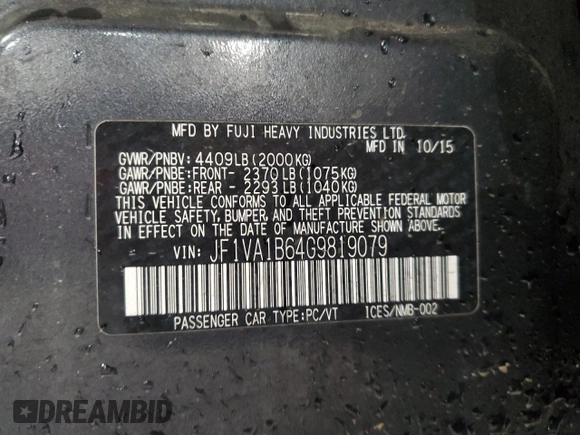 MFD BY FUJI HEAVY INDUSTRIES LTD.
MFD IN 10/15
GVWR/PNBV: 4409LB(2000KG)
GAWR/PNBE:FRONT- 2370LB(1075KG)
GAWR/PNBE:REAR - 2293LB(1040KG)
THIS VEHICLE CONFORMS TO ALL APPLICABLE FEDERAL MOTOR
VEHICLE SAFETY, BUMPER, AND THEFT PREVENTION STANDARDS
IN EFFECT ON THE DATE OF MANUFACTURE SHOWN ABOVE.
VIN: JF1VA1B64G9819079
PASSENGER CAR TYPE:PC/VT ICES/NMB-002
DREAMBID